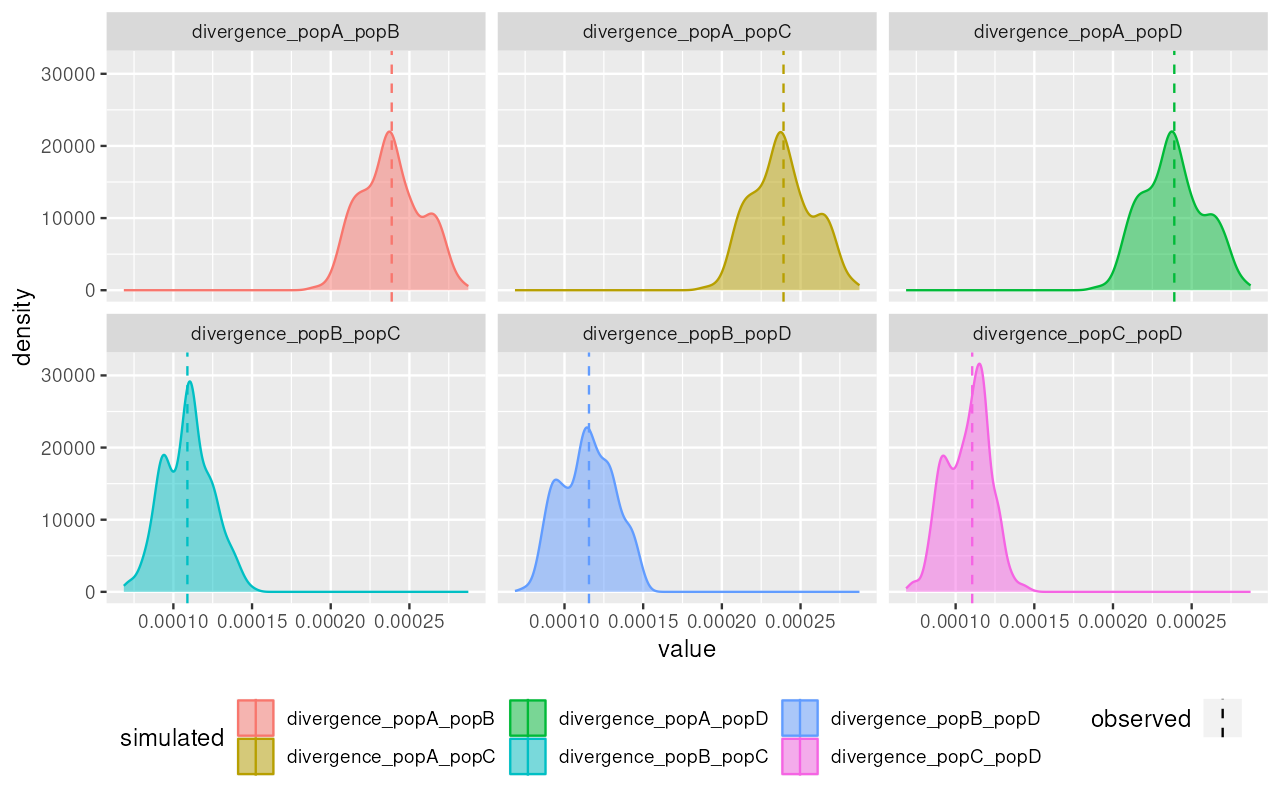 divergence_popA_popB
divergence_popA_popC
divergence_popA_popD
30000
20000
10000
0
density
divergence_popB_popC
divergence_popB_popD
divergence_popC_popD
30000
20000
10000
0
0.00010 0.00015 0.00020 0.00025
0.00010 0.00015 0.00020 0.00025
0.00010 0.00015 0.00020 0.00025
value
simulated
divergence_popA_popB
divergence_popA_popC
divergence_popA_popD
divergence_popB_popC
divergence_popB_popD
divergence_popC_popD
observed